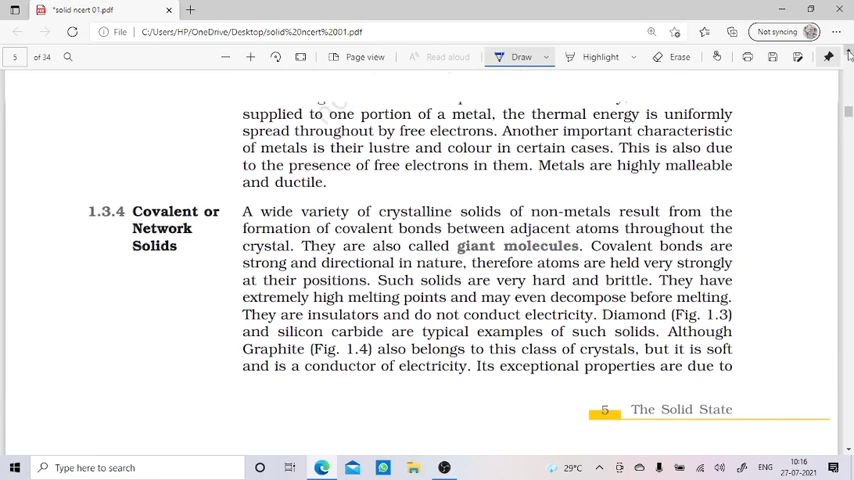 *solid ncert 01.pdf
File C:/Users/HP/OneDrive/Desktop/solid%20ncert%2001.pdf
Not syncing
5 of 34
Page view
Read aloud
Draw
Highlight
Erase
supplied to one portion of a metal, the thermal energy is uniformly
spread throughout by free electrons. Another important characteristic
of metals is their lustre and colour in certain cases. This is also due
to the presence of free electrons in them. Metals are highly malleable
and ductile.
1.3.4 Covalent or
Network
Solids
A wide variety of crystalline solids of non-metals result from the
formation of covalent bonds between adjacent atoms throughout the
crystal. They are also called giant molecules. Covalent bonds are
strong and directional in nature, therefore atoms are held very strongly
at their positions. Such solids are very hard and brittle. They have
extremely high melting points and may even decompose before melting.
They are insulators and do not conduct electricity. Diamond (Fig. 1.3)
and silicon carbide are typical examples of such solids. Although
Graphite (Fig. 1.4) also belongs to this class of crystals, but it is soft
and is a conductor of electricity. Its exceptional properties are due to
5 The Solid State
Type here to search
29°C
ENG
10:16
27-07-2021